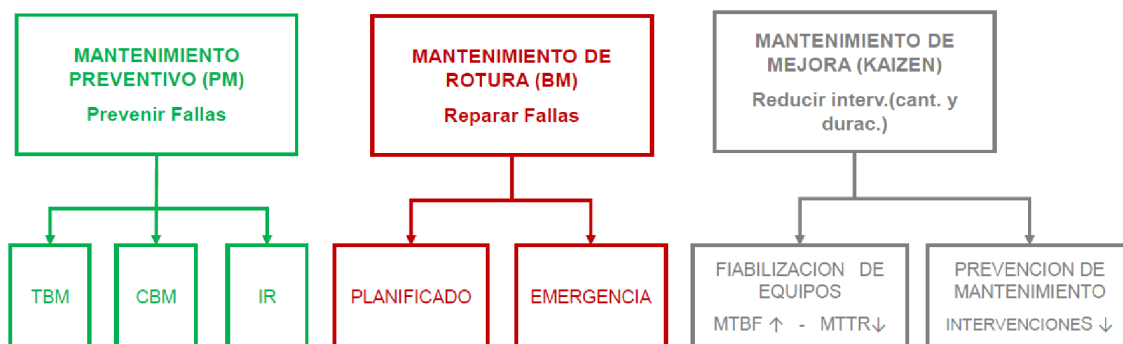 MANTENIMIENTO
PREVENTIVO (PM)
Prevenir Fallas
MANTENIMIENTO DE
ROTURA (BM)
Reparar Fallas
MANTENIMIENTO DE
MEJORA (KAIZEN)
Reducir interv.(cant. y
durac.)
TBM
CBM
IR
PLANIFICADO
EMERGENCIA
FIABILIZACION DE
EQUIPOS
MTBF ↑ - MTTR↓
PREVENCION DE
MANTENIMIENTO
INTERVENCIONES ↓